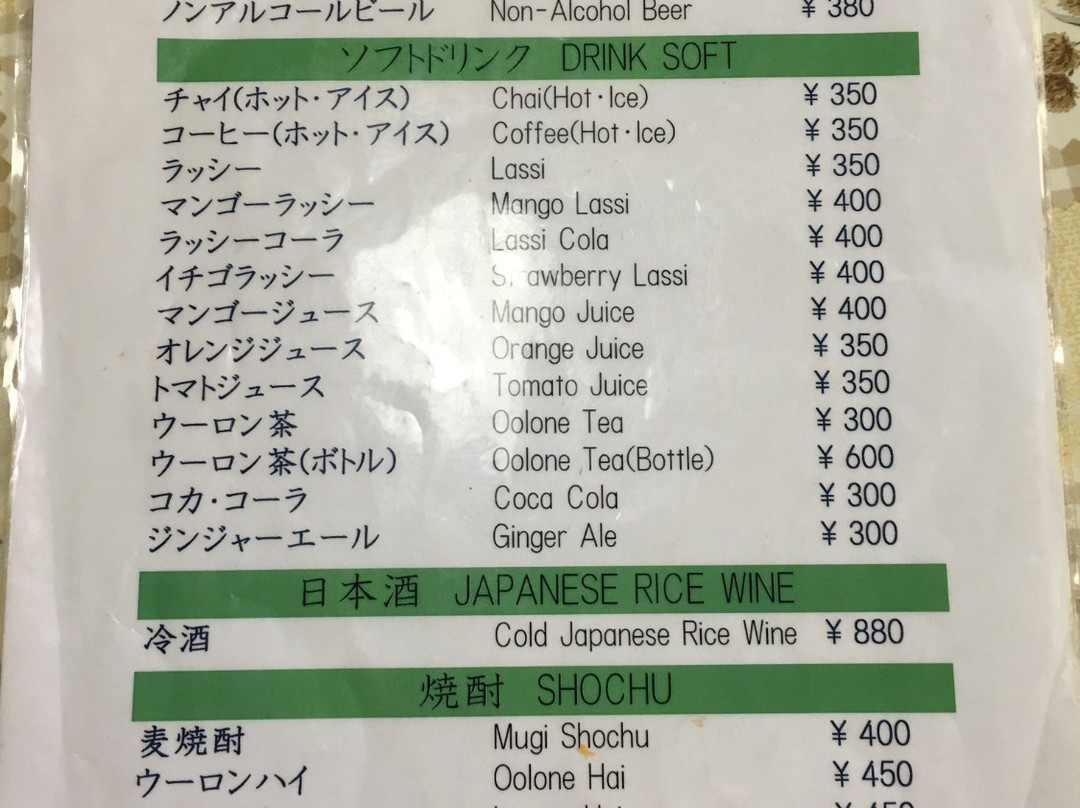 ノンアルコールビール Non-Alcohol Beer ¥ 380
ソフトドリンク DRINK SOFT
チャイ(ホット・アイス) Chai(Hot・Ice) ¥ 350
コーヒー(ホット・アイス) Coffee(Hot・Ice) ¥ 350
ラッシー Lassi ¥ 350
マンゴーラッシー Mango Lassi ¥ 400
ラッシーコーラ Lassi Cola ¥ 400
イチゴラッシー Strawberry Lassi ¥ 400
マンゴージュース Mango Juice ¥ 400
オレンジジュース Orange Juice ¥ 350
トマトジュース Tomato Juice ¥ 350
ウーロン茶 Oolone Tea ¥ 300
ウーロン茶(ボトル) Oolone Tea(Bottle) ¥ 600
コカ・コーラ Coca Cola ¥ 300
ジンジャーエール Ginger Ale ¥ 300
日本酒 JAPANESE RICE WINE
冷酒 Cold Japanese Rice Wine ¥ 880
焼酎 SHOCHU
麦焼酎 Mugi Shochu ¥ 400
ウーロンハイ Oolone Hai ¥ 450